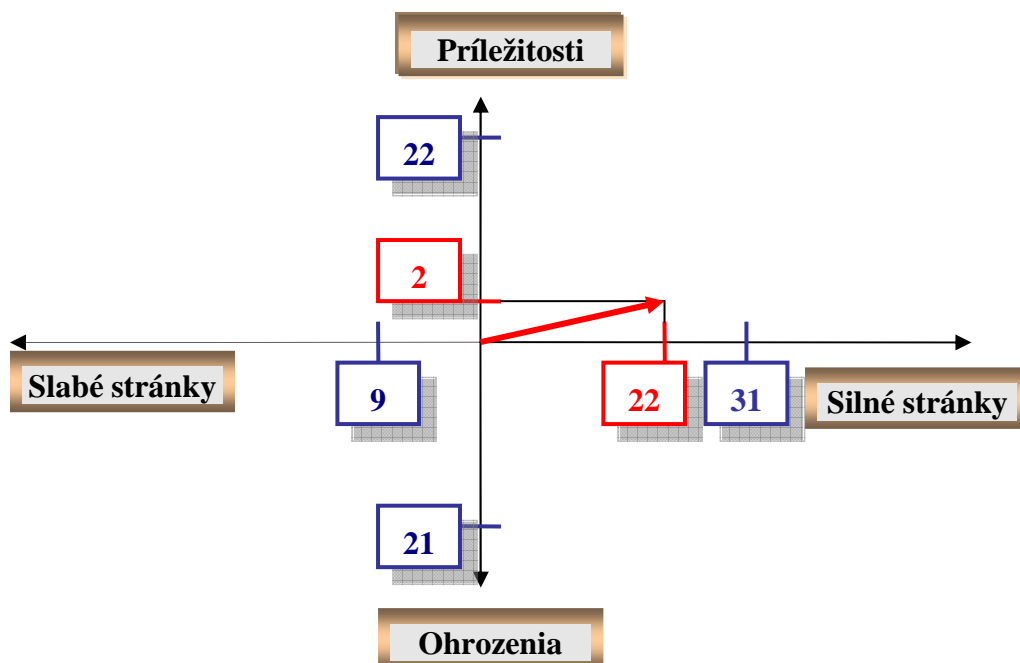 Príležitosti
22
2
Slabé stránky
9
22
31
Silné stránky
21
Ohrozenia